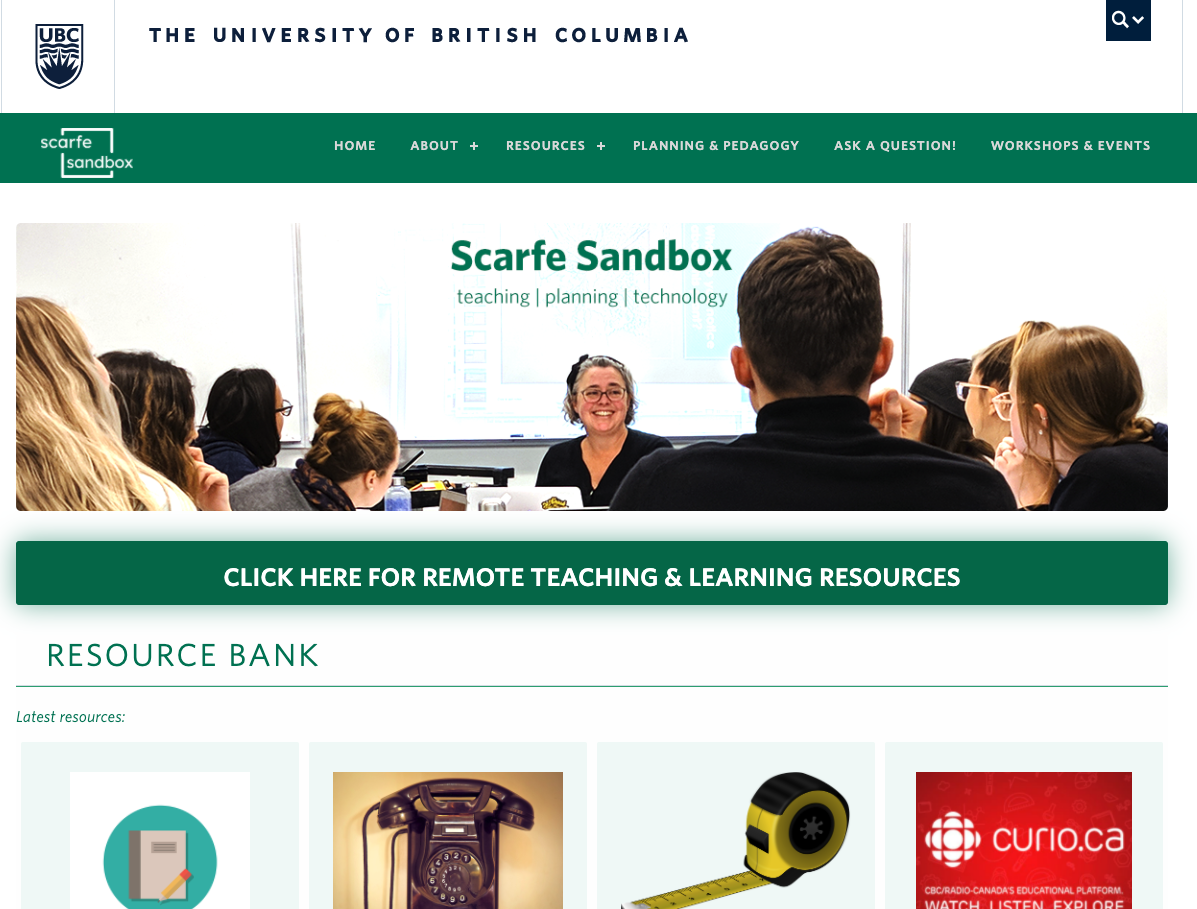 UBC
THE UNIVERSITY OF BRITISH COLUMBIA
scarfe
sandbox
HOME
ABOUT +
RESOURCES +
PLANNING & PEDAGOGY
ASK A QUESTION!
WORKSHOPS & EVENTS
Scarfe Sandbox
teaching | planning | technology
CLICK HERE FOR REMOTE TEACHING & LEARNING RESOURCES
RESOURCE BANK
Latest resources:
curio.ca
CBC/RADIO-CANADA'S EDUCATIONAL PLATFORM.
WATCH. LISTEN. EXPLORE